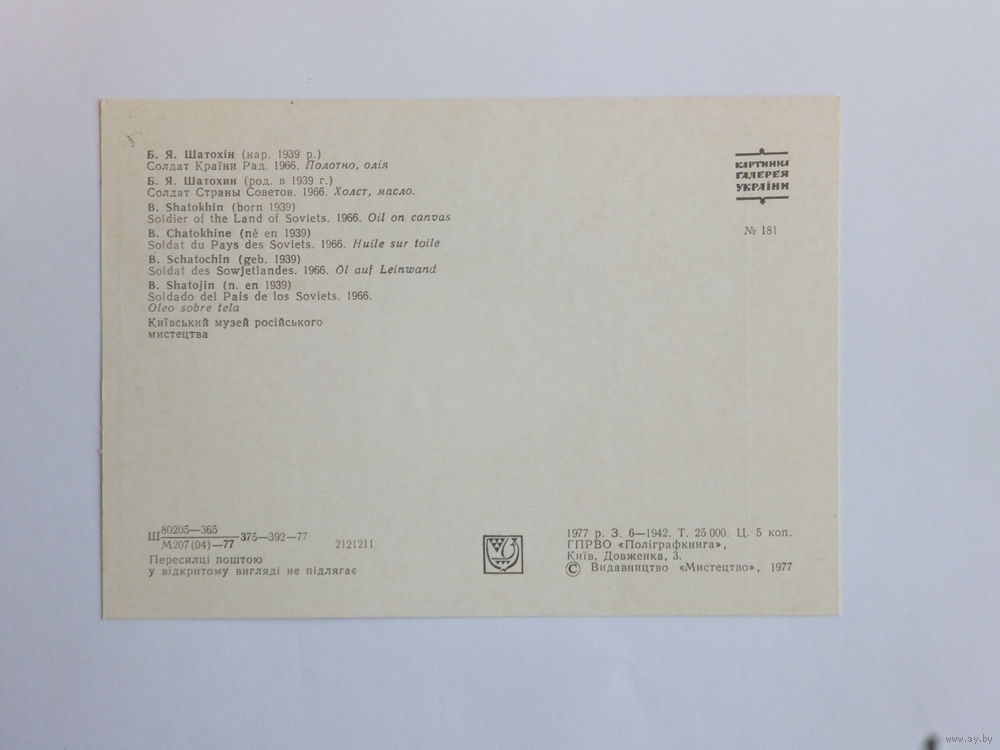 Б. Я. Шатохін (нар. 1939 р.)
Солдат Країни Рад. 1966. Полотно, олія
Б. Я. Шатохин (род. в 1939 г.)
Солдат Страны Советов. 1966. Холст, масло.
B. Shatokhin (born 1939)
Soldier of the Land of Soviets. 1966. Oil on canvas
B. Chatokhine (né en 1939)
Soldat du Pays des Soviets. 1966. Huile sur toile
B. Schatochin (geb. 1939)
Soldat des Sowjetlandes. 1966. Öl auf Leinwand
B. Shatojin (n. en 1939)
Soldado del País de los Soviets. 1966.
Oleo sobre tela
Київський музей російського
мистецтва
КАРТИННА
ГАЛЕРЕЯ
УКРАЇНИ
№ 181
Ш 80205—365
М207(04)—77 375—392—77
2121211
Пересилці поштою
у відкритому вигляді не підлягає
1977 р. З. 6—1942. Т. 25 000. Ц. 5 коп.
ГПРВО «Поліграфкнига»,
Київ, Довженка, 3.
© Видавництво «Мистецтво», 1977
www.ay.by